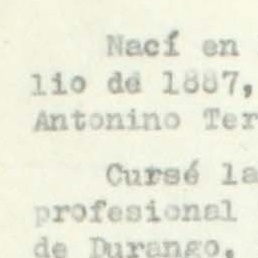 Nací en
lio de 1887,
Antonino Ter
Cursé la
profesional
de Durango,